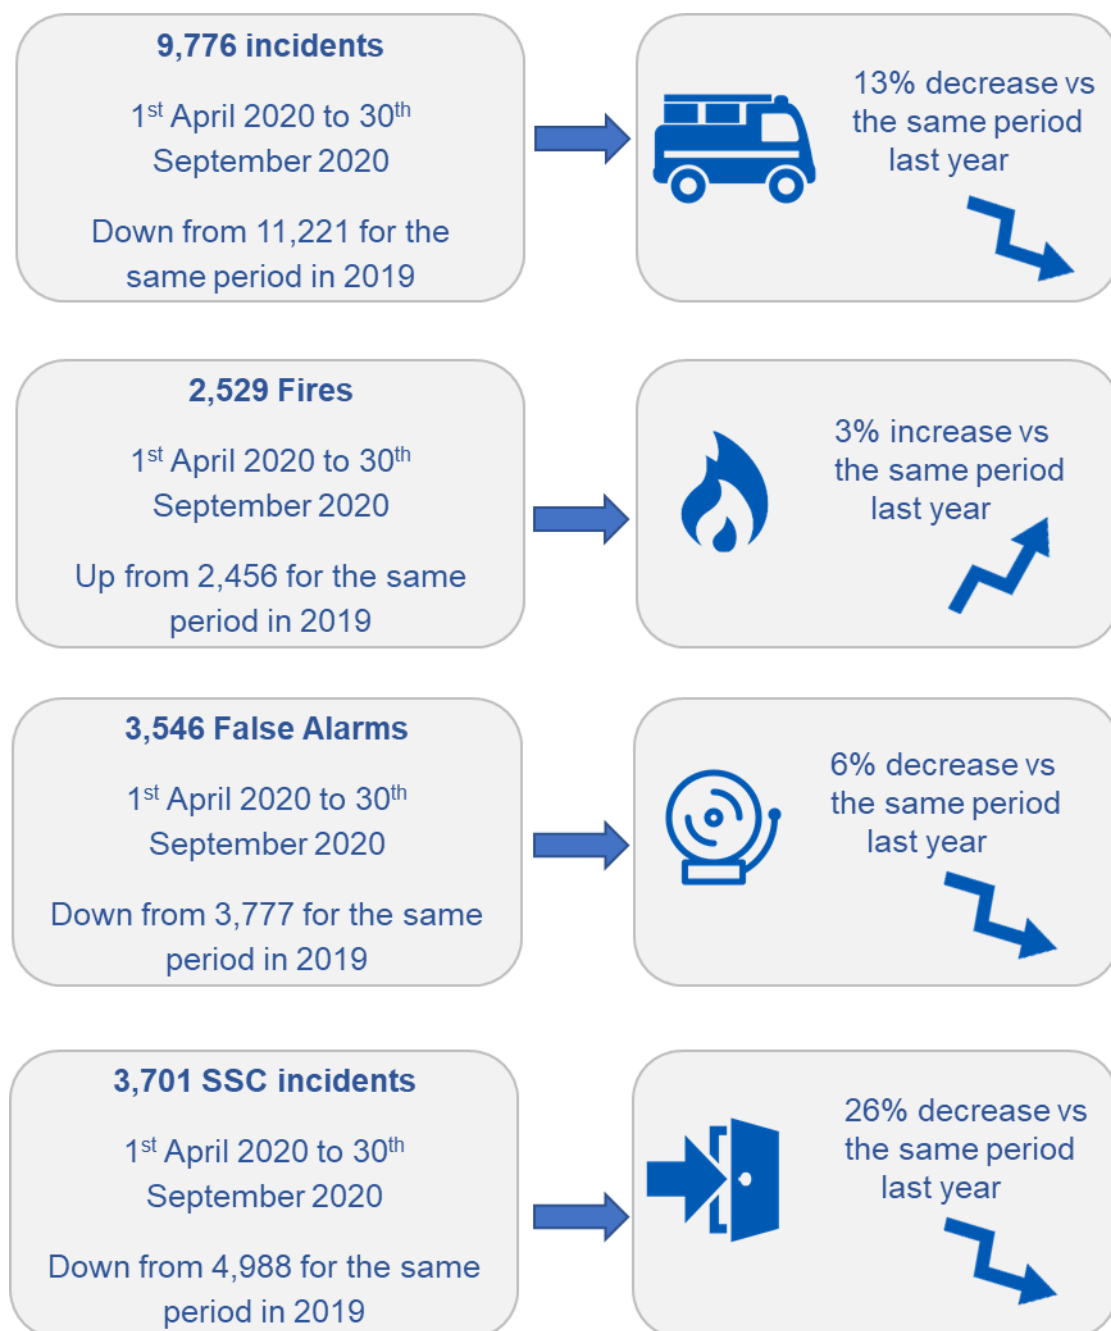 9,776 incidents
1st April 2020 to 30th
September 2020
Down from 11,221 for the
same period in 2019
13% decrease vs
the same period
last year
2,529 Fires
1st April 2020 to 30th
September 2020
Up from 2,456 for the same
period in 2019
3% increase vs
the same period
last year
3,546 False Alarms
1st April 2020 to 30th
September 2020
Down from 3,777 for the same
period in 2019
6% decrease vs
the same period
last year
3,701 SSC incidents
1st April 2020 to 30th
September 2020
Down from 4,988 for the same
period in 2019
26% decrease vs
the same period
last year